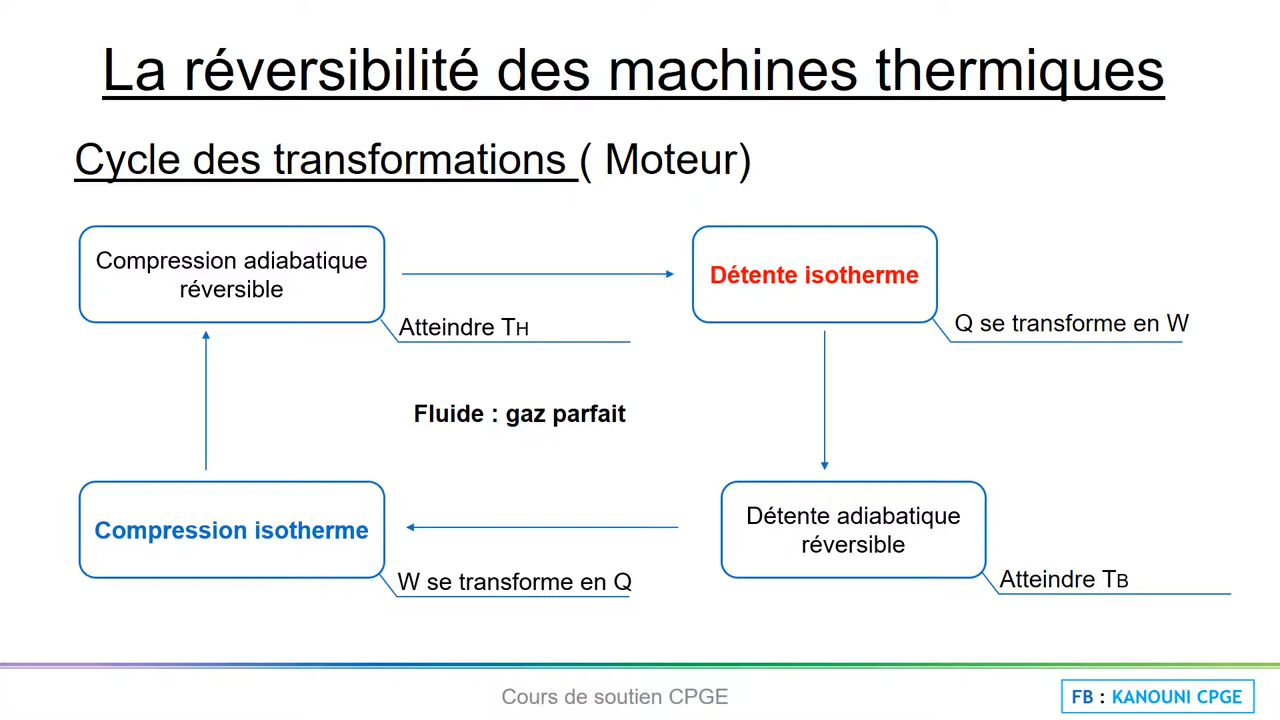 La réversibilité des machines thermiques
Cycle des transformations ( Moteur)
Compression adiabatique
réversible
Atteindre TH
Détente isotherme
Q se transforme en W
Fluide : gaz parfait
Compression isotherme
W se transforme en Q
Détente adiabatique
réversible
Atteindre TB
Cours de soutien CPGE
FB : KANOUNI CPGE